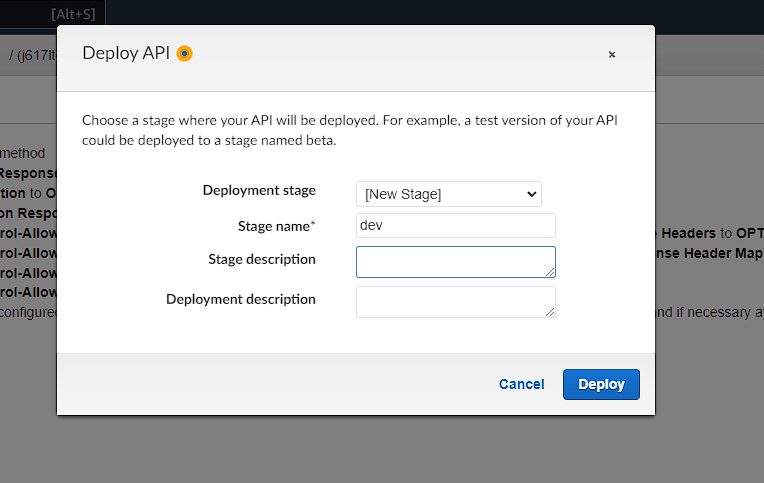 [Alt+S]
/ (j617lt
Deploy API
×
Choose a stage where your API will be deployed. For example, a test version of your API
could be deployed to a stage named beta.
method
Response
tion to O
on Respo
rol-Allow
rol-Allow
rol-Allow
rol-Allow
configured
Headers to OPT
nse Header Map
nd if necessary a
Deployment stage [New Stage]
Stage name* dev
Stage description
Deployment description
Cancel Deploy